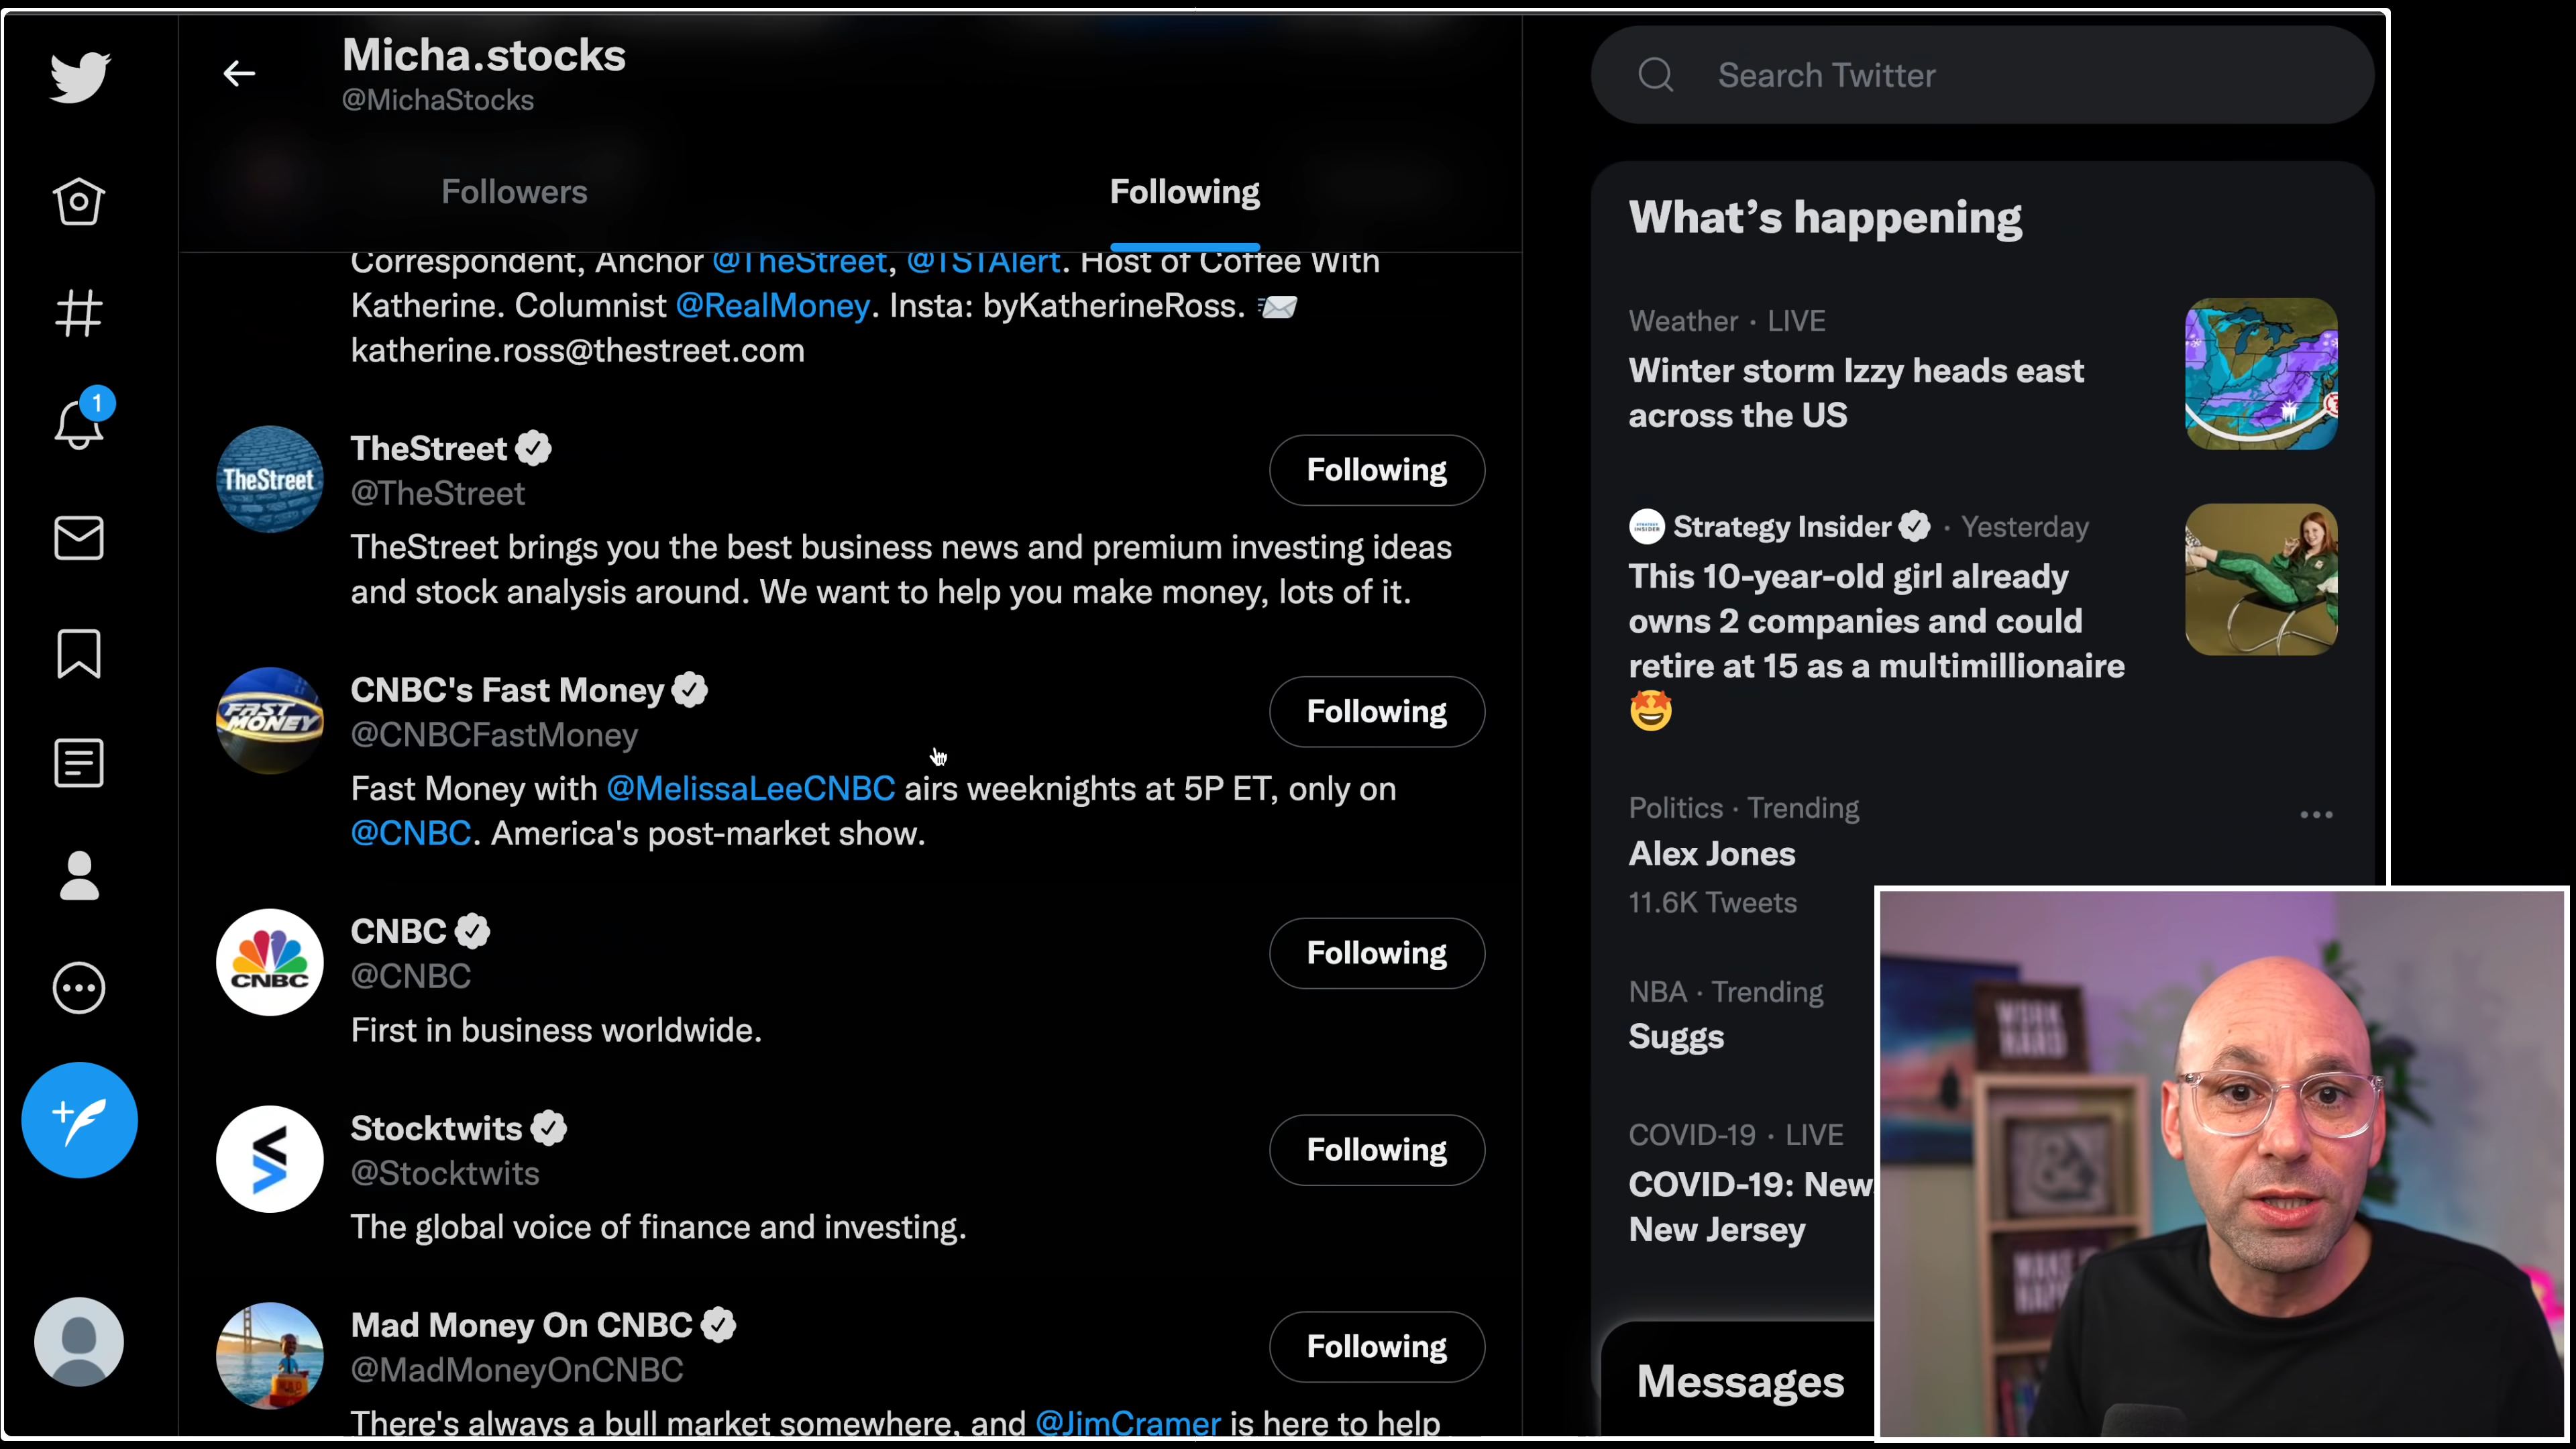 Micha.stocks
@MichaStocks
Followers
Following
Correspondent, Anchor @TheStreet, @TSTAlert. Host of Coffee With
Katherine. Columnist @RealMoney. Insta: byKatherineRoss.
katherine.ross@thestreet.com
TheStreet
TheStreet
@TheStreet
Following
TheStreet brings you the best business news and premium investing ideas
and stock analysis around. We want to help you make money, lots of it.
FAST
MONEY
CNBC's Fast Money
@CNBCFastMoney
Following
Fast Money with @MelissaLeeCNBC airs weeknights at 5P ET, only on
@CNBC. America's post-market show.
CNBC
CNBC
@CNBC
Following
First in business worldwide.
Stocktwits
@Stocktwits
Following
The global voice of finance and investing.
Mad Money On CNBC
@MadMoneyOnCNBC
Following
There's always a bull market somewhere, and @JimCramer is here to help
1
Search Twitter
What's happening
Weather · LIVE
Winter storm Izzy heads east
across the US
STRATEGY
INSIDER
Strategy Insider · Yesterday
This 10-year-old girl already
owns 2 companies and could
retire at 15 as a multimillionaire
🤩
Politics · Trending
Alex Jones
11.6K Tweets
NBA · Trending
Suggs
COVID-19 · LIVE
COVID-19: News
New Jersey
Messages
WORK
HARD